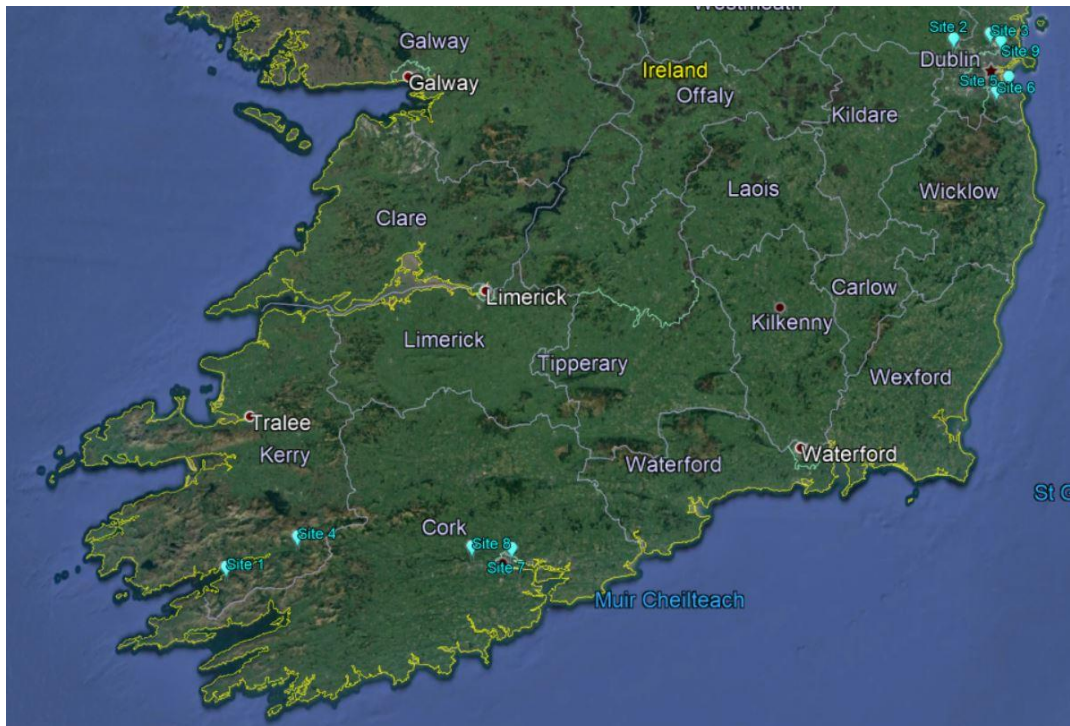 Westmeath
Galway
Site 2
Site 3
Site 9
Dublin
Ireland
Galway
Offaly
Site 5
Site 6
Kildare
Laois
Wicklow
Clare
Carlow
Limerick
Kilkenny
Limerick
Tipperary
Wexford
Tralee
Kerry
Waterford
Waterford
St G
Cork
Site 4
Site 8
Site 1
Site 7
Muir Cheilteach